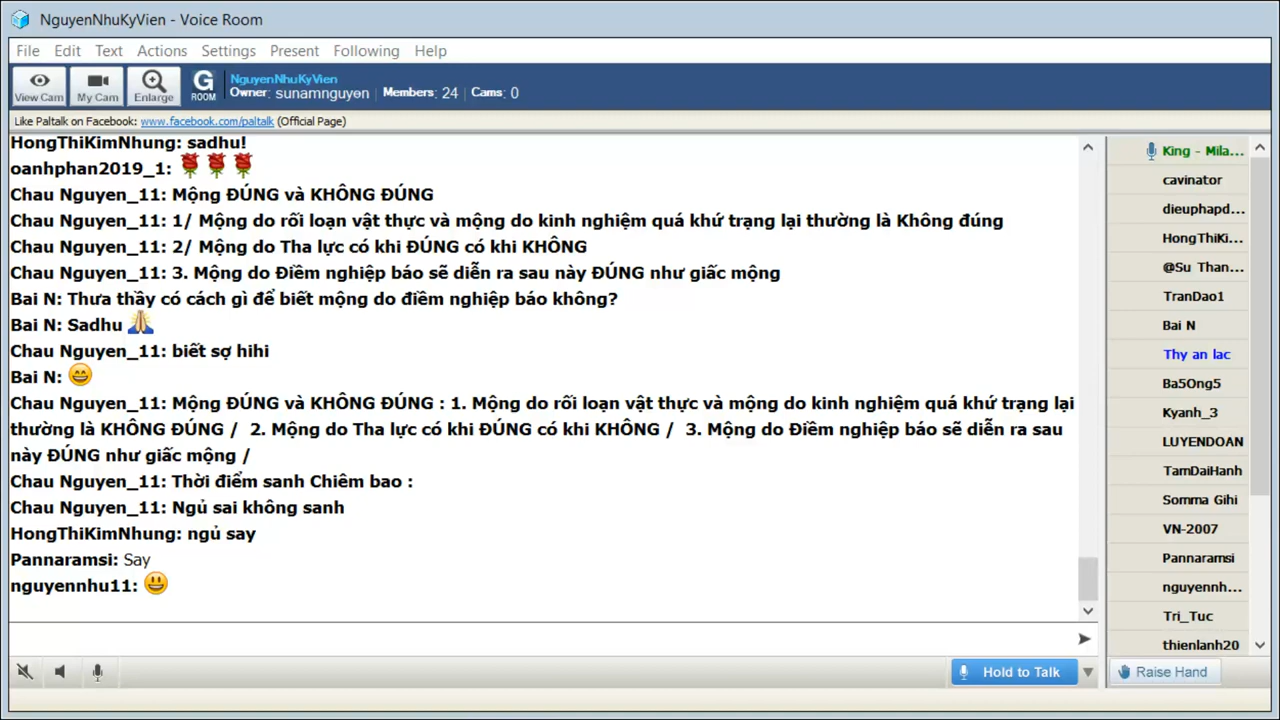 NguyenNhuKyVien - Voice Room
File Edit Text Actions Settings Present Following Help
View Cam
My Cam
Enlarge
G ROOM
NguyenNhuKyVien
Owner: sunamnguyen | Members: 24 | Cams: 0
Like Paltalk on Facebook: www.facebook.com/paltalk (Official Page)
HongThiKimNhung: sadhu!
oanhphan2019_1: 🌹🌹🌹
Chau Nguyen_11: Mộng ĐÚNG và KHÔNG ĐÚNG
Chau Nguyen_11: 1/ Mộng do rối loạn vật thực và mộng do kinh nghiệm quá khứ trạng lại thường là Không đúng
Chau Nguyen_11: 2/ Mộng do Tha lực có khi ĐÚNG có khi KHÔNG
Chau Nguyen_11: 3. Mộng do Điềm nghiệp báo sẽ diễn ra sau này ĐÚNG như giấc mộng
Bai N: Thưa thầy có cách gì để biết mộng do điềm nghiệp báo không?
Bai N: Sadhu 🙏
Chau Nguyen_11: biết sợ hihi
Bai N: 😄
Chau Nguyen_11: Mộng ĐÚNG và KHÔNG ĐÚNG : 1. Mộng do rối loạn vật thực và mộng do kinh nghiệm quá khứ trạng lại
thường là KHÔNG ĐÚNG / 2. Mộng do Tha lực có khi ĐÚNG có khi KHÔNG / 3. Mộng do Điềm nghiệp báo sẽ diễn ra sau
này ĐÚNG như giấc mộng /
Chau Nguyen_11: Thời điểm sanh Chiêm bao :
Chau Nguyen_11: Ngủ sai không sanh
HongThiKimNhung: ngủ say
Pannaramsi: Say
nguyennhu11: 😃
King - Mila...
cavinator
dieuphapd...
HongThiKi...
@Su Than...
TranDao1
Bai N
Thy an lac
Ba5Ong5
Kyanh_3
LUYENDOAN
TamDaiHanh
Somma Gihi
VN-2007
Pannaramsi
nguyennh...
Tri_Tuc
thienlanh20
Hold to Talk
Raise Hand